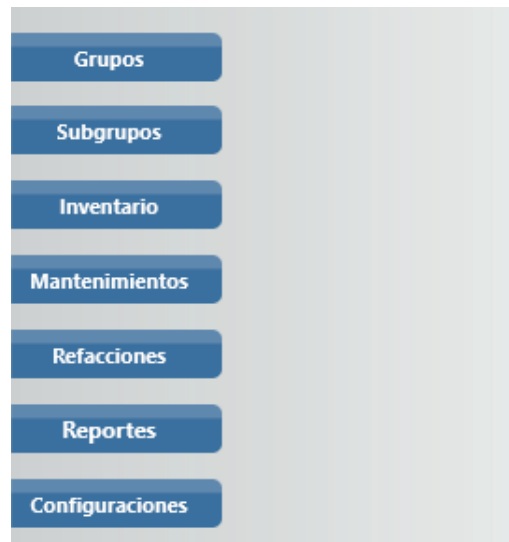 Grupos
Subgrupos
Inventario
Mantenimientos
Refacciones
Reportes
Configuraciones